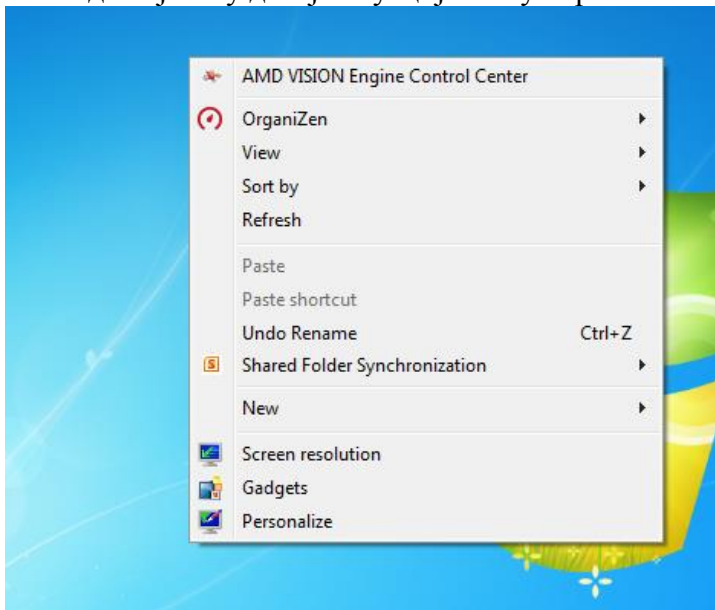 AMD VISION Engine Control Center
OrganiZen
View
Sort by
Refresh
Paste
Paste shortcut
Undo Rename Ctrl+Z
Shared Folder Synchronization
New
Screen resolution
Gadgets
Personalize